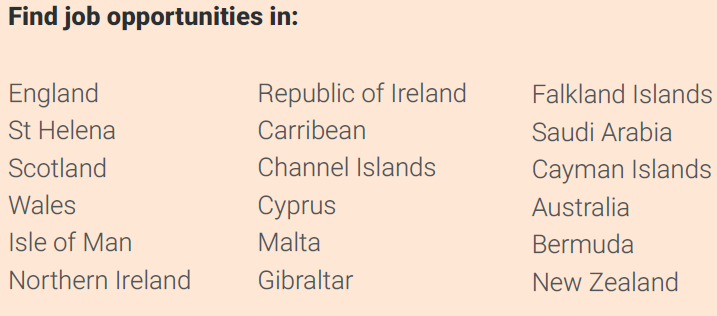 Find job opportunities in:
England
St Helena
Scotland
Wales
Isle of Man
Northern Ireland
Republic of Ireland
Carribean
Channel Islands
Cyprus
Malta
Gibraltar
Falkland Islands
Saudi Arabia
Cayman Islands
Australia
Bermuda
New Zealand